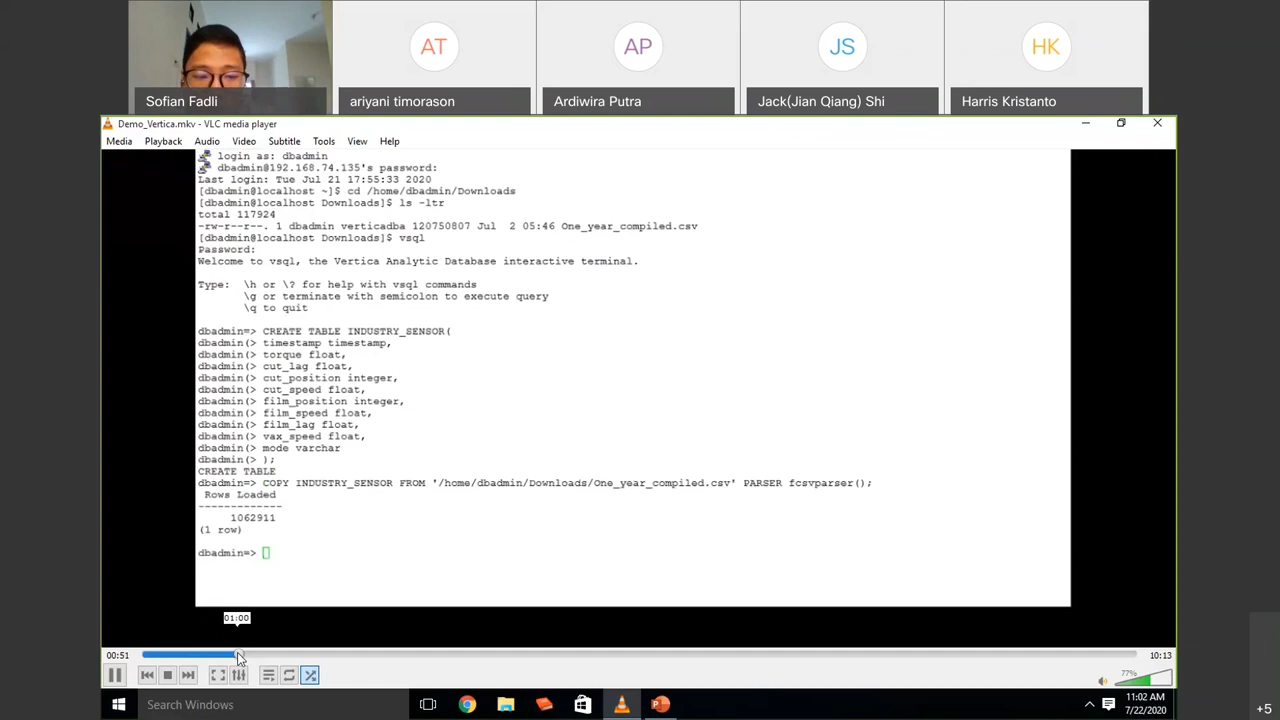 AT
AP
JS
HK
Sofian Fadli
ariyani timorason
Ardiwira Putra
Jack(Jian Qiang) Shi
Harris Kristanto
Demo_Vertica.mkv - VLC media player
Media Playback Audio Video Subtitle Tools View Help
login as: dbadmin
dbadmin@192.168.74.135's password:
Last login: Tue Jul 21 17:55:33 2020
[dbadmin@localhost ~]$ cd /home/dbadmin/Downloads
[dbadmin@localhost Downloads]$ ls -ltr
total 117924
-rw-r--r--. 1 dbadmin verticadba 120750807 Jul  2 05:46 One_year_compiled.csv
[dbadmin@localhost Downloads]$ vsql
Password:
Welcome to vsql, the Vertica Analytic Database interactive terminal.
Type:  \h or \? for help with vsql commands
\g or terminate with semicolon to execute query
\q to quit
dbadmin=> CREATE TABLE INDUSTRY_SENSOR(
dbadmin(> timestamp timestamp,
dbadmin(> torque float,
dbadmin(> cut_lag float,
dbadmin(> cut_position integer,
dbadmin(> cut_speed float,
dbadmin(> film_position integer,
dbadmin(> film_speed float,
dbadmin(> film_lag float,
dbadmin(> vax_speed float,
dbadmin(> mode varchar
dbadmin(> );
CREATE TABLE
dbadmin=> COPY INDUSTRY_SENSOR FROM '/home/dbadmin/Downloads/One_year_compiled.csv' PARSER fcsvparser();
Rows Loaded
-------------
1062911
(1 row)
dbadmin=>
01:00
00:51
10:13
77%
Search Windows
11:02 AM
7/22/2020
+5